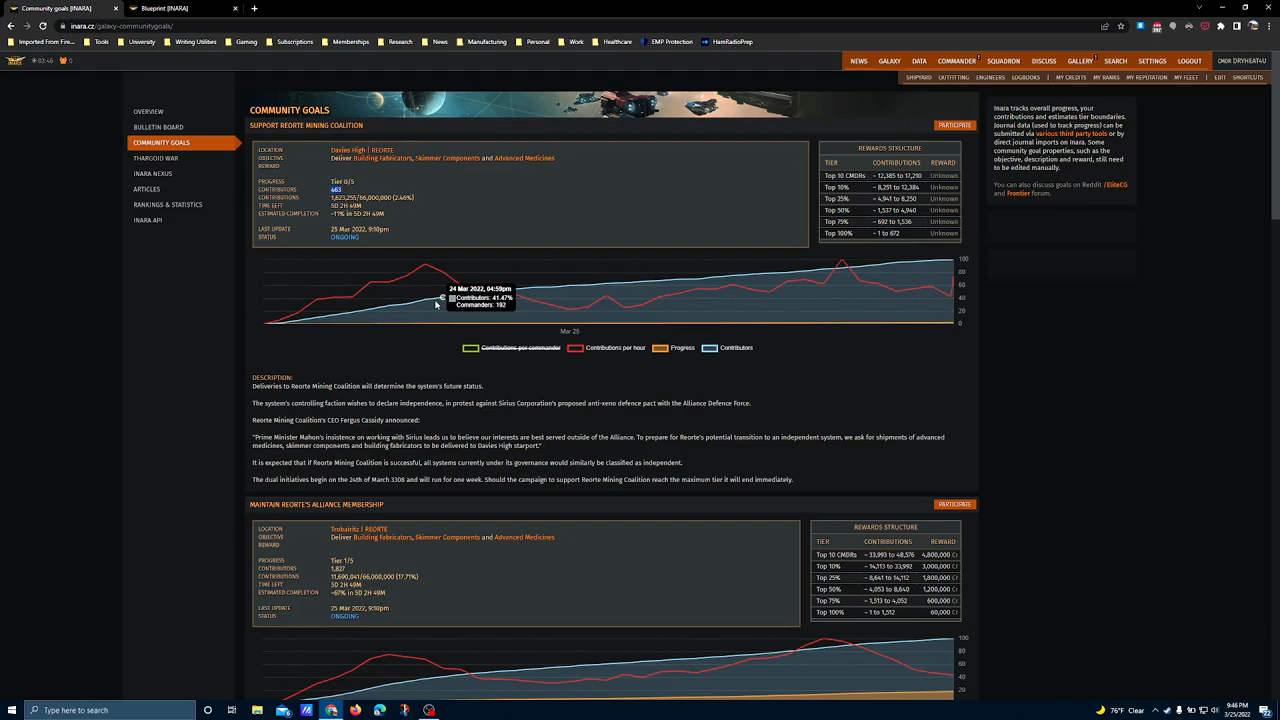 Community goals [INARA]
Blueprint [INARA]
inara.cz/galaxy-communitygoals/
Imported From Fire...
Tools
University
Writing Utilities
Gaming
Subscriptions
Memberships
Research
News
Manufacturing
Personal
Work
Healthcare
EMP Protection
HamRadioPrep
03:46
0
NEWS
GALAXY
DATA
COMMANDER
SQUADRON
DISCUSS
GALLERY
SEARCH
SETTINGS
LOGOUT
CMDR DRYHEAT4U
SHIPYARD
OUTFITTING
ENGINEERS
LOGBOOKS
MY CREDITS
MY RANKS
MY REPUTATION
MY FLEET
EDIT
SHORTCUTS
OVERVIEW
BULLETIN BOARD
COMMUNITY GOALS
THARGOID WAR
INARA NEXUS
ARTICLES
RANKINGS & STATISTICS
INARA API
COMMUNITY GOALS
SUPPORT REORTE MINING COALITION
PARTICIPATE
LOCATION Davies High | REORTE
OBJECTIVE Deliver Building Fabricators, Skimmer Components and Advanced Medicines
REWARD
PROGRESS Tier 0/5
CONTRIBUTORS 463
CONTRIBUTIONS 1,623,255/66,000,000 (2.46%)
TIME LEFT 5D 2H 49M
ESTIMATED COMPLETION ~11% in 5D 2H 49M
LAST UPDATE 25 Mar 2022, 9:10pm
STATUS ONGOING
REWARDS STRUCTURE
TIER CONTRIBUTIONS REWARD
Top 10 CMDRs ~ 12,385 to 17,210 Unknown
Top 10% ~ 8,251 to 12,384 Unknown
Top 25% ~ 4,941 to 8,250 Unknown
Top 50% ~ 1,537 to 4,940 Unknown
Top 75% ~ 692 to 1,536 Unknown
Top 100% ~ 1 to 672 Unknown
Inara tracks overall progress, your
contributions and estimates tier boundaries.
Journal data (used to track progress) can be
submitted via various third party tools or by
direct journal imports on Inara. Some
community goal properties, such as the
objective, description and reward, still need
to be edited manually.
You can also discuss goals on Reddit /EliteCG
and Frontier forum.
100
80
60
40
20
0
24 Mar 2022, 04:59pm
Contributors: 41.47%
Commanders: 192
Mar 25
Contributions per commander
Contributions per hour
Progress
Contributors
DESCRIPTION:
Deliveries to Reorte Mining Coalition will determine the system's future status.
The system's controlling faction wishes to declare independence, in protest against Sirius Corporation's proposed anti-xeno defence pact with the Alliance Defence Force.
Reorte Mining Coalition's CEO Fergus Cassidy announced:
"Prime Minister Mahon's insistence on working with Sirius leads us to believe our interests are best served outside of the Alliance. To prepare for Reorte's potential transition to an independent system, we ask for shipments of advanced
medicines, skimmer components and building fabricators to be delivered to Davies High starport."
It is expected that if Reorte Mining Coalition is successful, all systems currently under its governance would similarly be classified as independent.
The dual initiatives begin on the 24th of March 3308 and will run for one week. Should the campaign to support Reorte Mining Coalition reach the maximum tier it will end immediately.
MAINTAIN REORTE'S ALLIANCE MEMBERSHIP
PARTICIPATE
LOCATION Trobairitz | REORTE
OBJECTIVE Deliver Building Fabricators, Skimmer Components and Advanced Medicines
REWARD
PROGRESS Tier 1/5
CONTRIBUTORS 1,827
CONTRIBUTIONS 11,690,041/66,000,000 (17.71%)
TIME LEFT 5D 2H 49M
ESTIMATED COMPLETION ~67% in 5D 2H 49M
LAST UPDATE 25 Mar 2022, 9:10pm
STATUS ONGOING
REWARDS STRUCTURE
TIER CONTRIBUTIONS REWARD
Top 10 CMDRs ~ 33,993 to 48,576 4,800,000 Cr
Top 10% ~ 14,113 to 33,992 3,000,000 Cr
Top 25% ~ 8,641 to 14,112 1,800,000 Cr
Top 50% ~ 4,053 to 8,640 1,200,000 Cr
Top 75% ~ 1,513 to 4,052 600,000 Cr
Top 100% ~ 1 to 1,512 60,000 Cr
100
80
60
40
20
Type here to search
76°F Clear
9:46 PM
3/25/2022